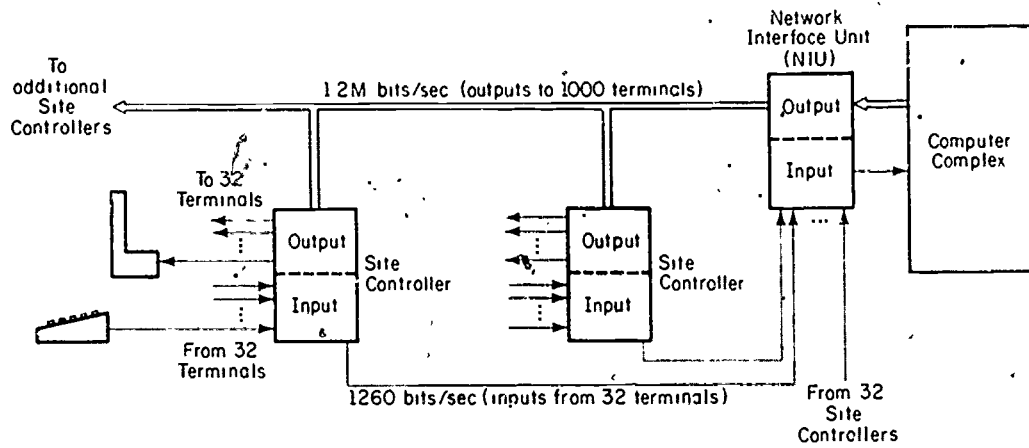 Network
Interface Unit
(NIU)
To
additional
Site
Controllers
1.2M bits/sec (outputs to 1000 terminals)
Output
Input
Computer
Complex
To 32
Terminals
Output
Input
Site
Controller
Output
Input
Site
Controller
From 32
Terminals
1260 bits/sec (inputs from 32 terminals)
From 32
Site
Controllers